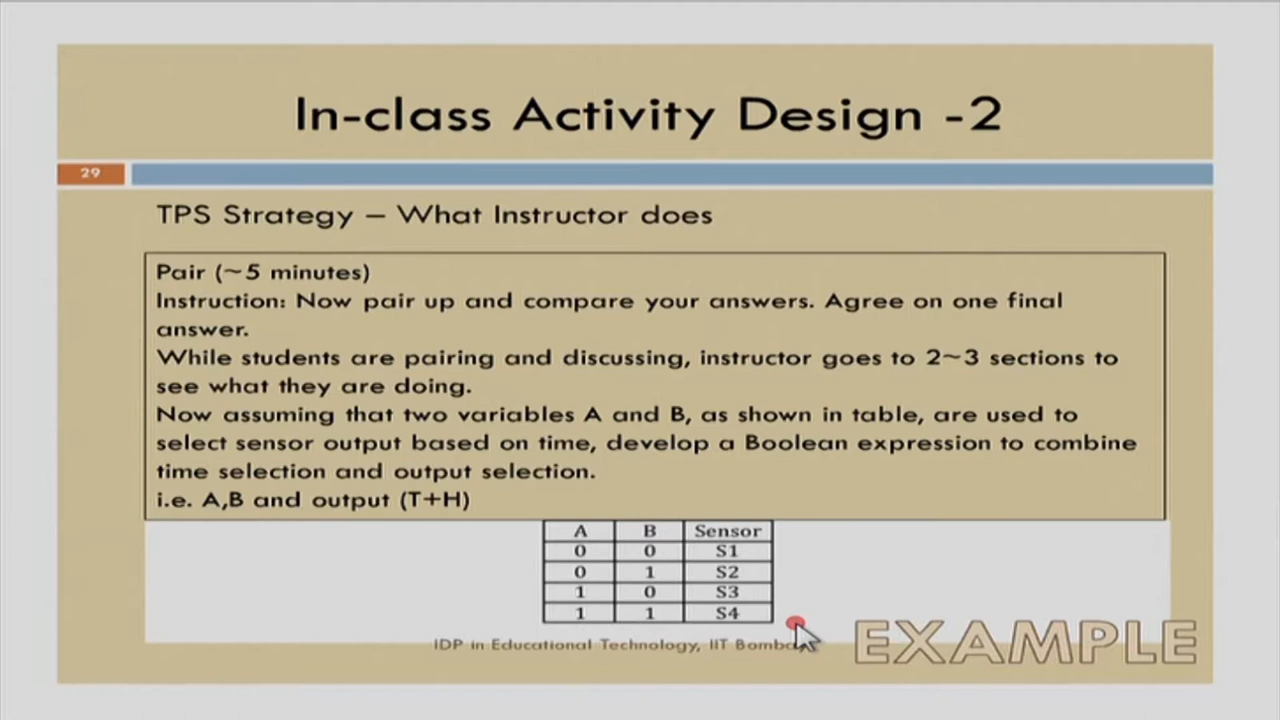 In-class Activity Design -2
29
TPS Strategy – What Instructor does
Pair (~5 minutes)
Instruction: Now pair up and compare your answers. Agree on one final
answer.
While students are pairing and discussing, instructor goes to 2~3 sections to
see what they are doing.
Now assuming that two variables A and B, as shown in table, are used to
select sensor output based on time, develop a Boolean expression to combine
time selection and output selection.
i.e. A,B and output (T+H)
A B Sensor
0 0 S1
0 1 S2
1 0 S3
1 1 S4
IDP in Educational Technology, IIT Bombay
EXAMPLE